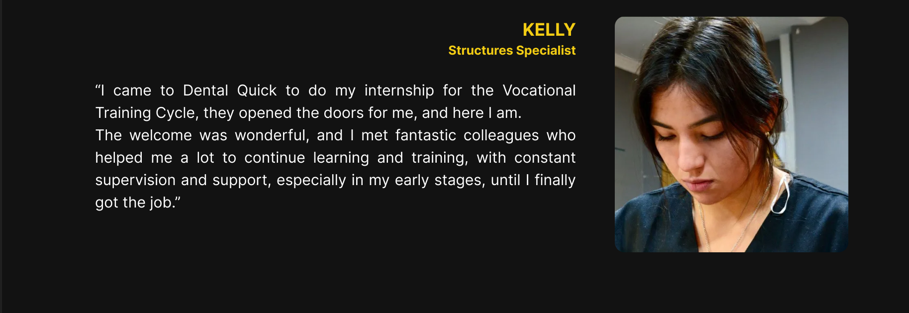 KELLY
Structures Specialist
“I came to Dental Quick to do my internship for the Vocational
Training Cycle, they opened the doors for me, and here I am.
The welcome was wonderful, and I met fantastic colleagues who
helped me a lot to continue learning and training, with constant
supervision and support, especially in my early stages, until I finally
got the job.”